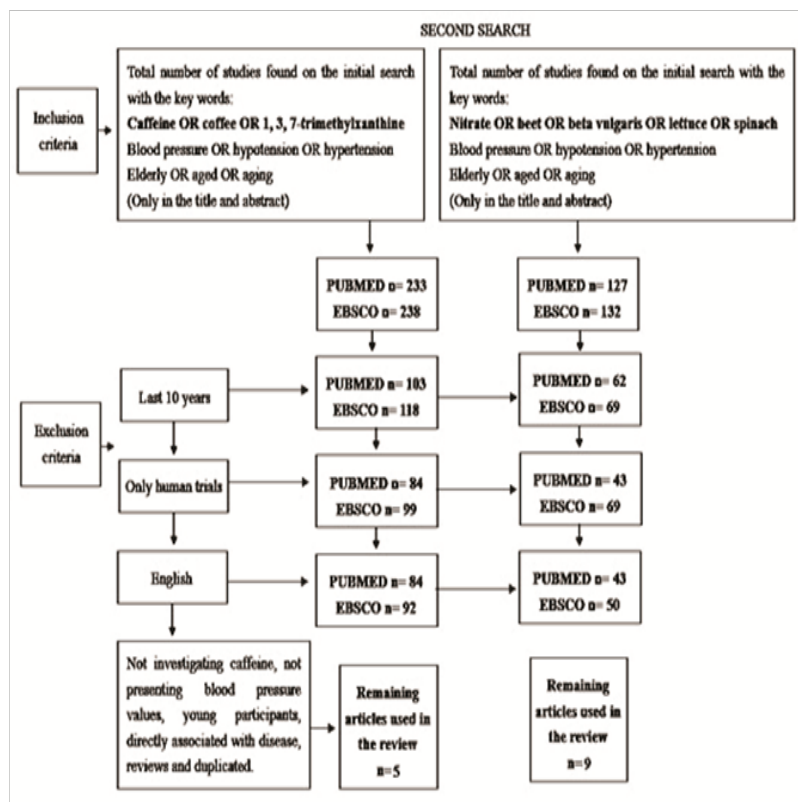 SECOND SEARCH
Inclusion
criteria
Total number of studies found on the initial search
with the key words:
Caffeine OR coffee OR 1, 3, 7-trimethylxanthine
Blood pressure OR hypotension OR hypertension
Elderly OR aged OR aging
(Only in the title and abstract)
Total number of studies found on the initial search with the
key words:
Nitrate OR beet OR beta vulgaris OR lettuce OR spinach
Blood pressure OR hypotension OR hypertension
Elderly OR aged OR aging
(Only in the title and abstract)
PUBMED n= 233
EBSCO n= 238
PUBMED n= 127
EBSCO n= 132
Exclusion
criteria
Last 10 years
PUBMED n= 103
EBSCO n= 118
PUBMED n= 62
EBSCO n= 69
Only human trials
PUBMED n= 84
EBSCO n= 99
PUBMED n= 43
EBSCO n= 69
English
PUBMED n= 84
EBSCO n= 92
PUBMED n= 43
EBSCO n= 50
Not investigating caffeine, not
presenting blood pressure
values, young participants,
directly associated with disease,
reviews and duplicated.
Remaining
articles used in
the review
n=5
Remaining
articles used in
the review
n=9